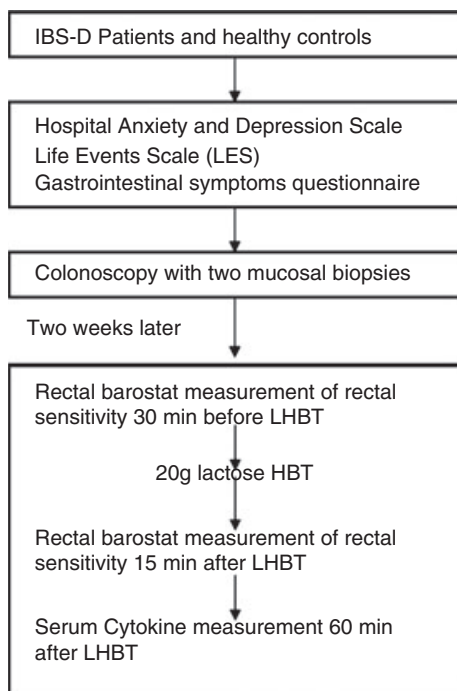 IBS-D Patients and healthy controls
Hospital Anxiety and Depression Scale
Life Events Scale (LES)
Gastrointestinal symptoms questionnaire
Colonoscopy with two mucosal biopsies
Two weeks later
Rectal barostat measurement of rectal
sensitivity 30 min before LHBT
20g lactose HBT
Rectal barostat measurement of rectal
sensitivity 15 min after LHBT
Serum Cytokine measurement 60 min
after LHBT